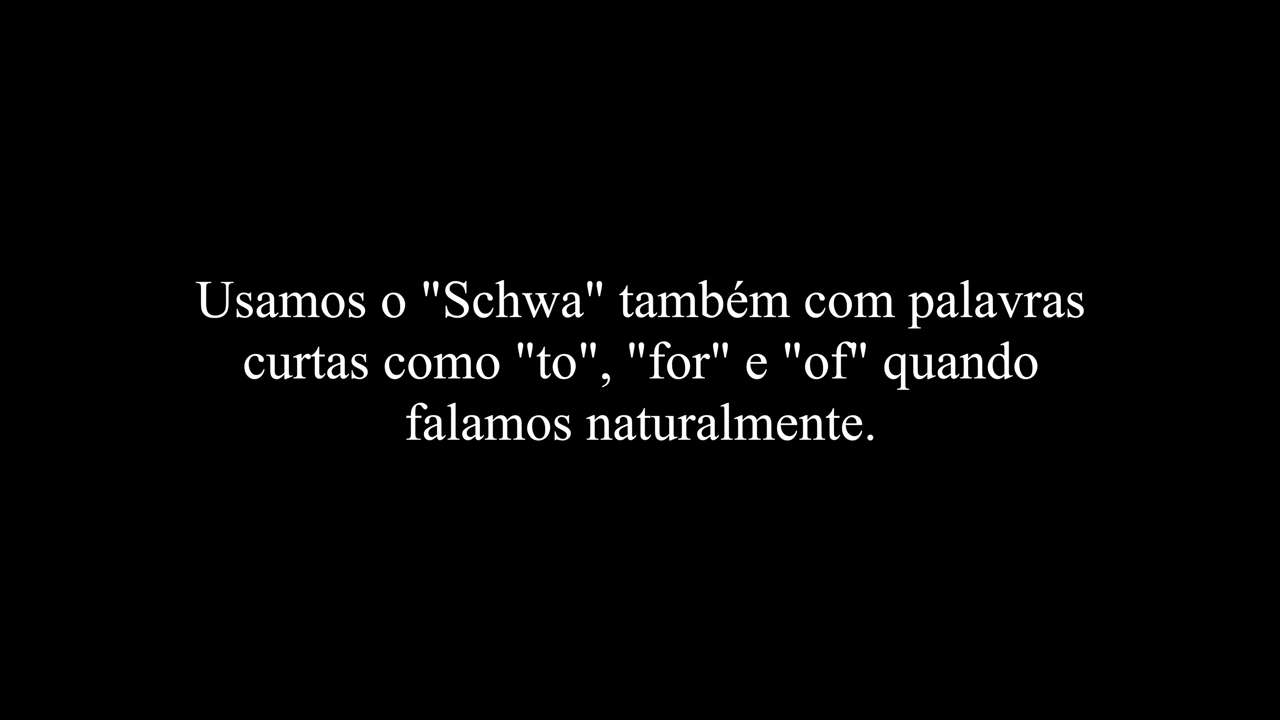 Usamos o "Schwa" também com palavras
curtas como "to", "for" e "of" quando
falamos naturalmente.